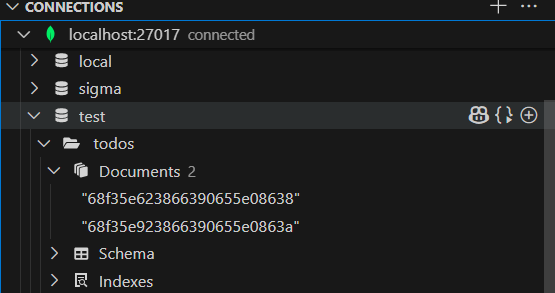 CONNECTIONS
localhost:27017 connected
local
sigma
test
todos
Documents 2
"68f35e623866390655e08638"
"68f35e923866390655e0863a"
Schema
Indexes